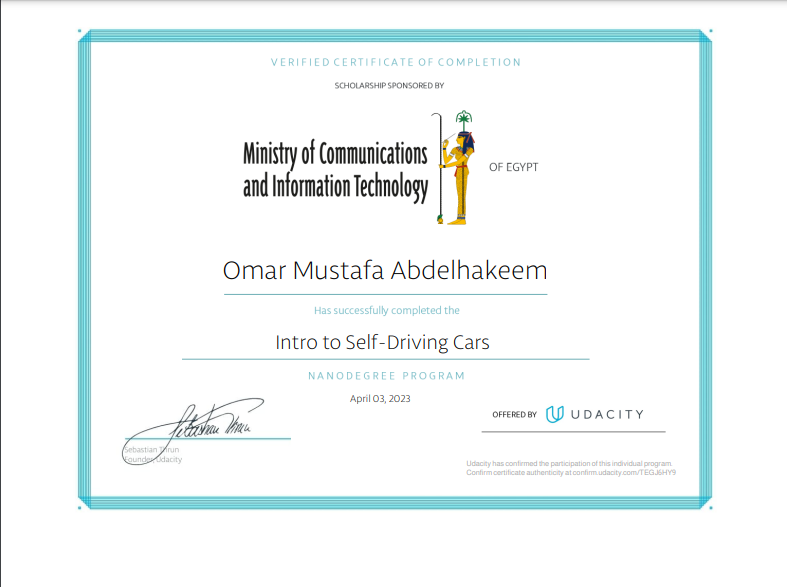 VERIFIED CERTIFICATE OF COMPLETION
SCHOLARSHIP SPONSORED BY
Ministry of Communications
and Information Technology
OF EGYPT
Omar Mustafa Abdelhakeem
Has successfully completed the
Intro to Self-Driving Cars
NANODEGREE PROGRAM
April 03, 2023
Sebastian Thrun
Sebastian Thrun
Founder, Udacity
OFFERED BY UDACITY
Udacity has confirmed the participation of this individual program.
Confirm certificate authenticity at confirm.udacity.com/TEGJ6HY9